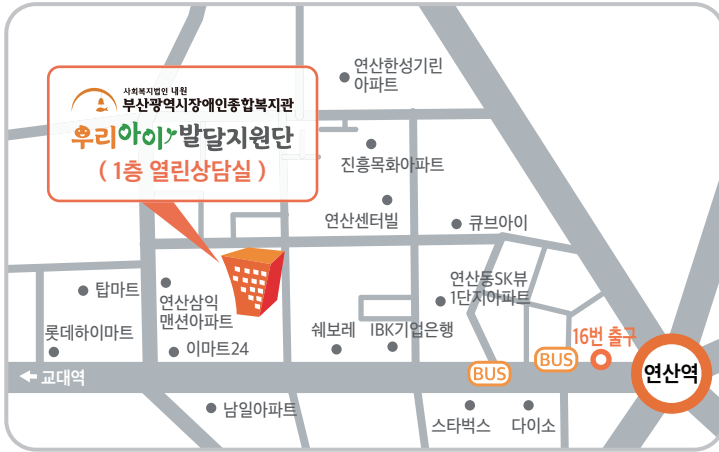 연산한성기린
아파트
사회복지법인 내원
부산광역시장애인종합복지관
우리아이 발달지원단
( 1층 열린상담실 )
진흥목화아파트
연산센터빌
큐브아이
탑마트
연산삼익
맨션아파트
연산동SK뷰
1단지아파트
롯데하이마트
이마트24
쉐보레
IBK기업은행
16번 출구
BUS
BUS
연산역
← 교대역
남일아파트
스타벅스
다이소